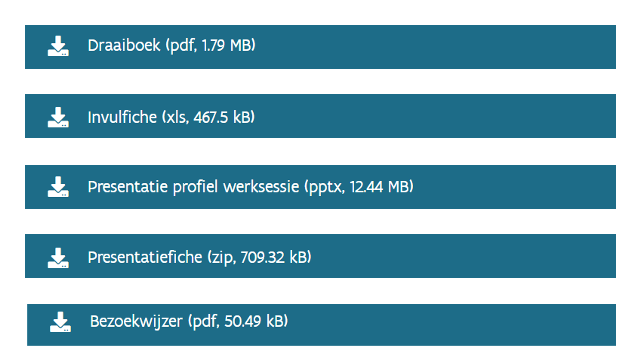 Draaiboek (pdf, 1.79 MB)
Invulfiche (xls, 467.5 kB)
Presentatie profiel werksessie (pptx, 12.44 MB)
Presentatiefiche (zip, 709.32 kB)
Bezoekwijzer (pdf, 50.49 kB)